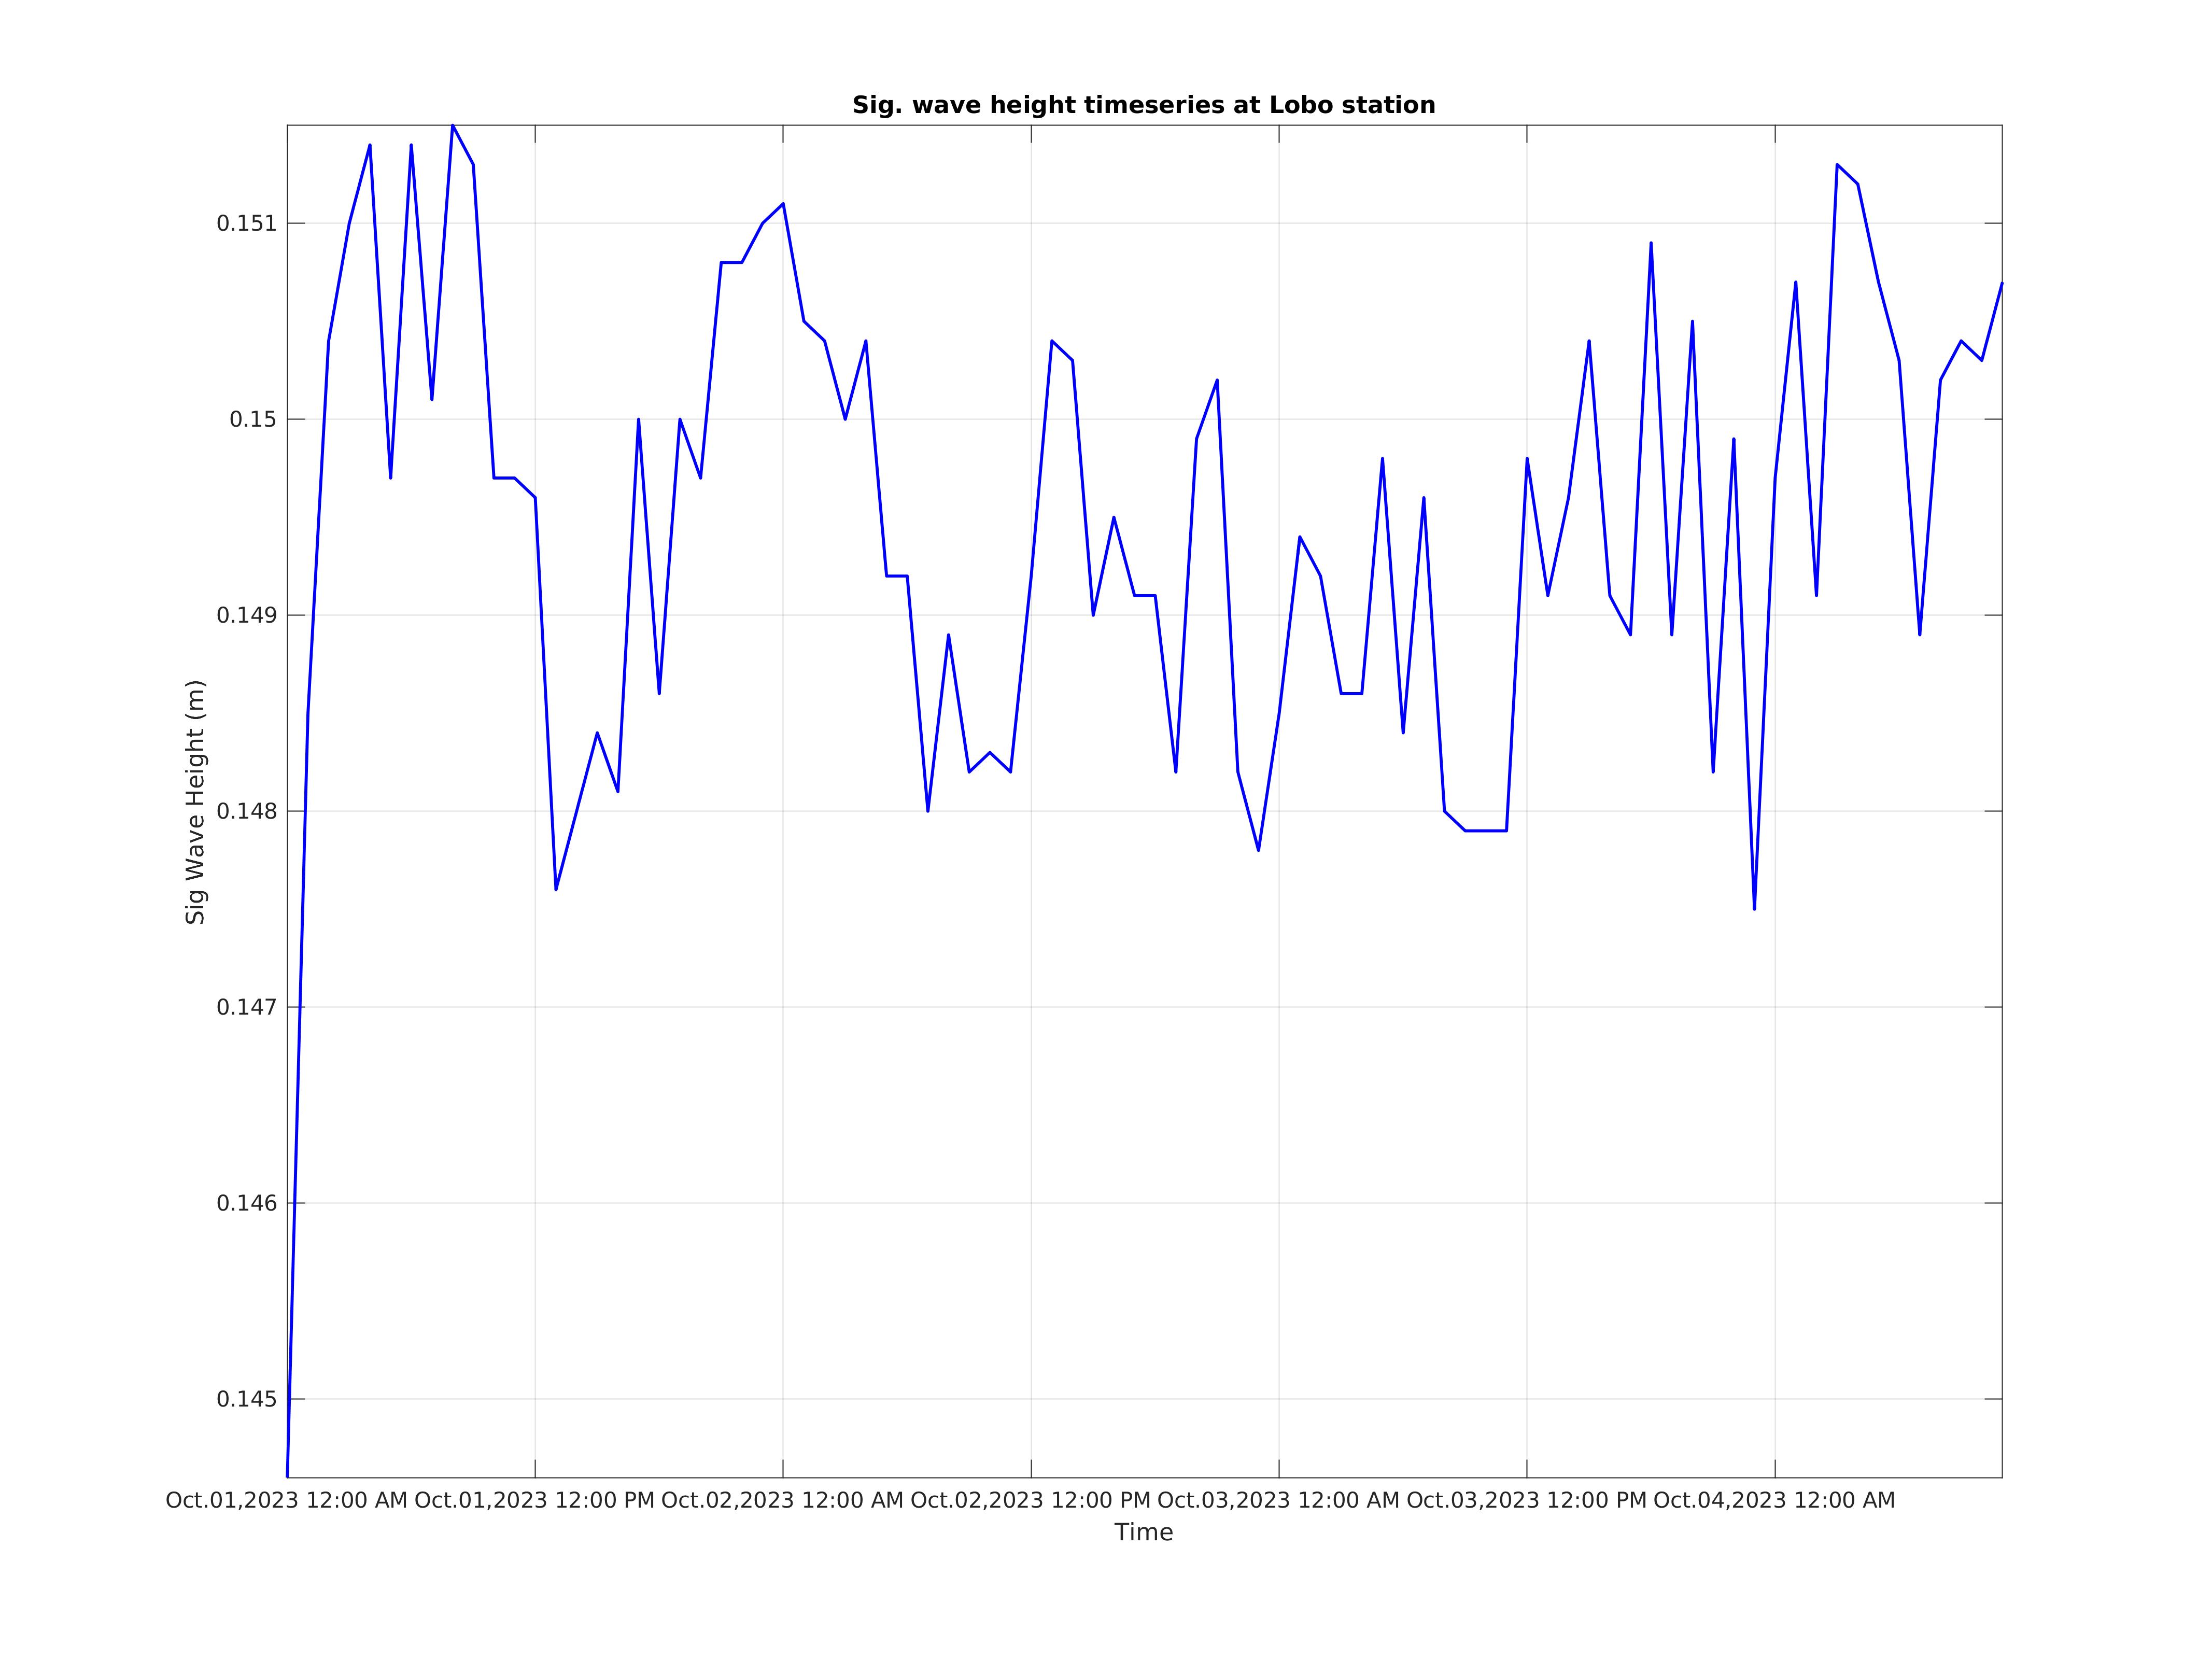 Sig. wave height timeseries at Lobo station
Sig Wave Height (m)
0.151
0.15
0.149
0.148
0.147
0.146
0.145
Oct.01,2023 12:00 AM Oct.01,2023 12:00 PM Oct.02,2023 12:00 AM Oct.02,2023 12:00 PM Oct.03,2023 12:00 AM Oct.03,2023 12:00 PM Oct.04,2023 12:00 AM
Time